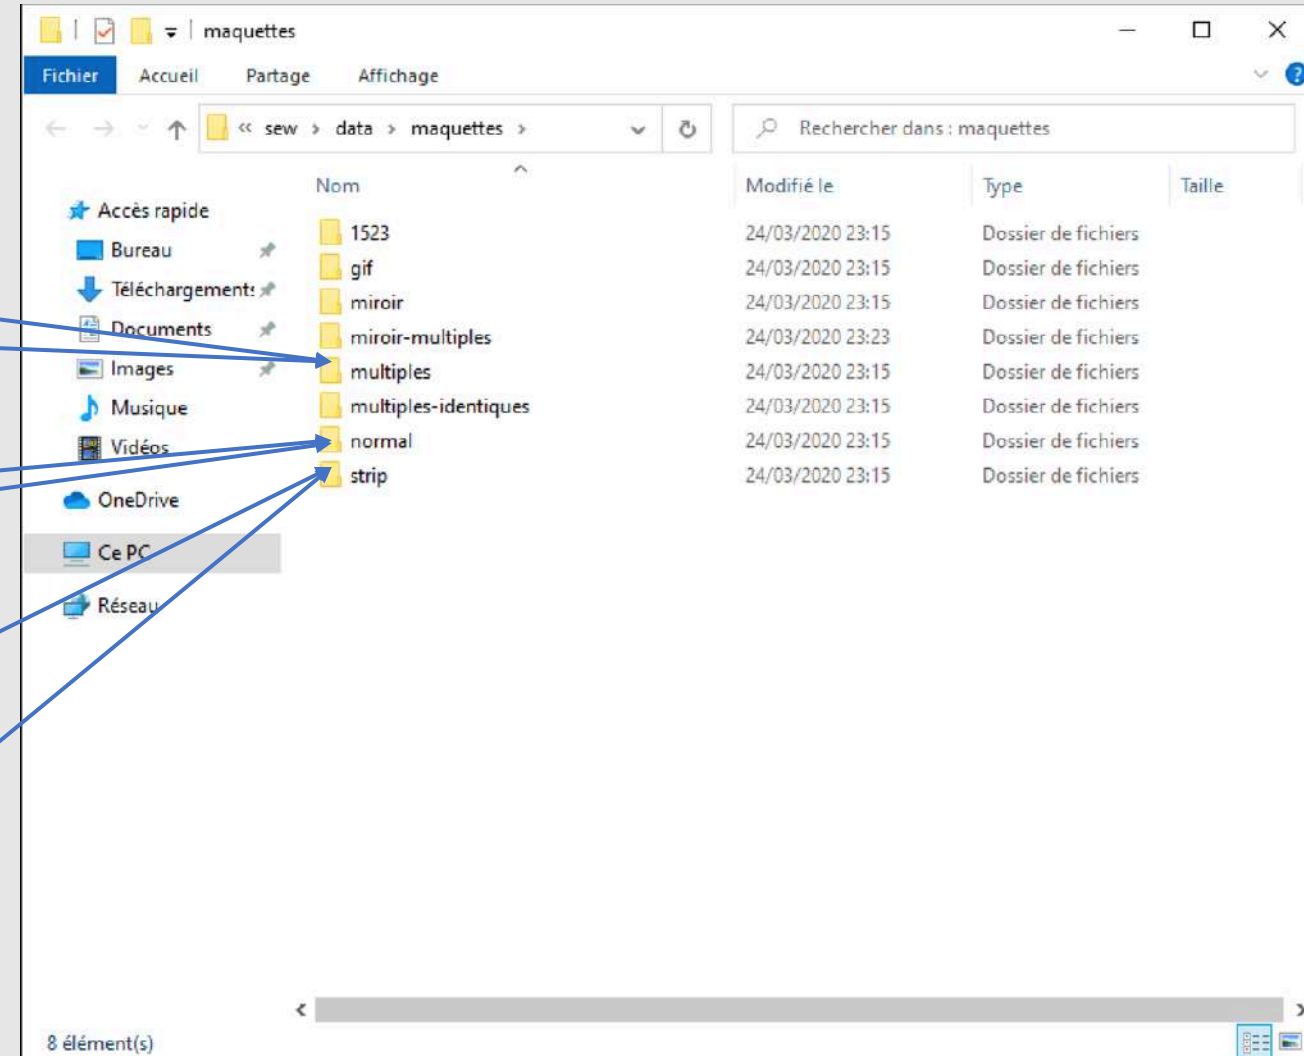 maquettes
Fichier Accueil Partage Affichage
« sew > data > maquettes > Rechercher dans : maquettes
Nom Modifié le Type Taille
Accès rapide
Bureau
Téléchargements
Documents
Images
Musique
Vidéos
OneDrive
Ce PC
Réseau
1523 24/03/2020 23:15 Dossier de fichiers
gif 24/03/2020 23:15 Dossier de fichiers
miroir 24/03/2020 23:15 Dossier de fichiers
miroir-multiples 24/03/2020 23:23 Dossier de fichiers
multiples 24/03/2020 23:15 Dossier de fichiers
multiples-identiques 24/03/2020 23:15 Dossier de fichiers
normal 24/03/2020 23:15 Dossier de fichiers
strip 24/03/2020 23:15 Dossier de fichiers
8 élément(s)